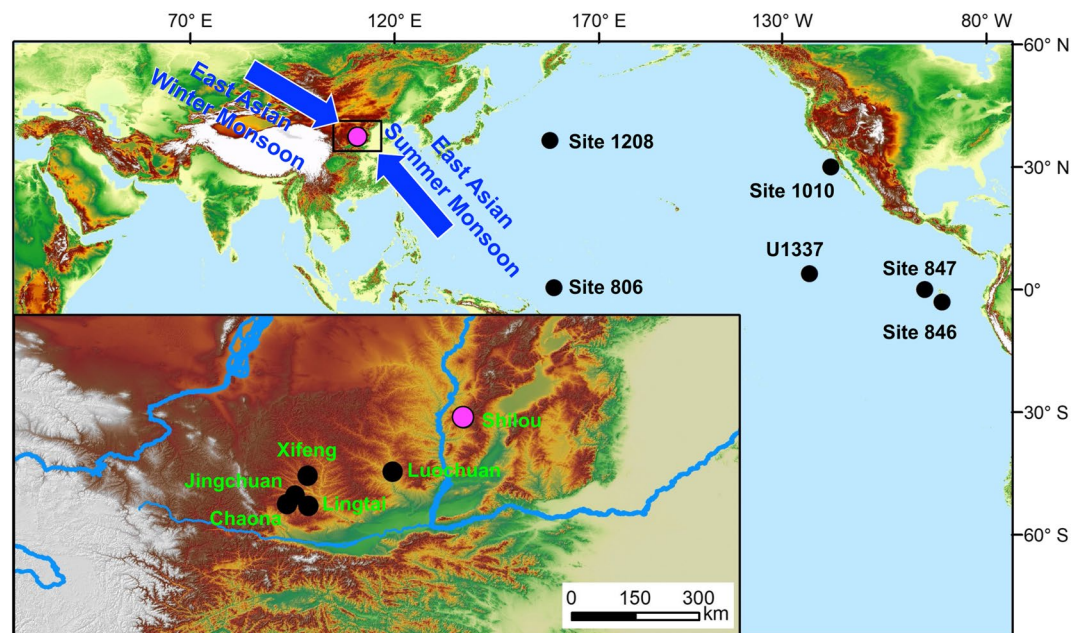 70° E
120° E
170° E
130° W
80° W
60° N
30°N
0°
30° S
60° S
East Asian
Winter Monsoon
East Asian
Summer Monsoon
Site 1208
Site 1010
U1337
Site 847
Site 806
Site 846
Shilou
Xifeng
Luochuan
Jingchuan
Lingtai
Chaona
0 150 300
km